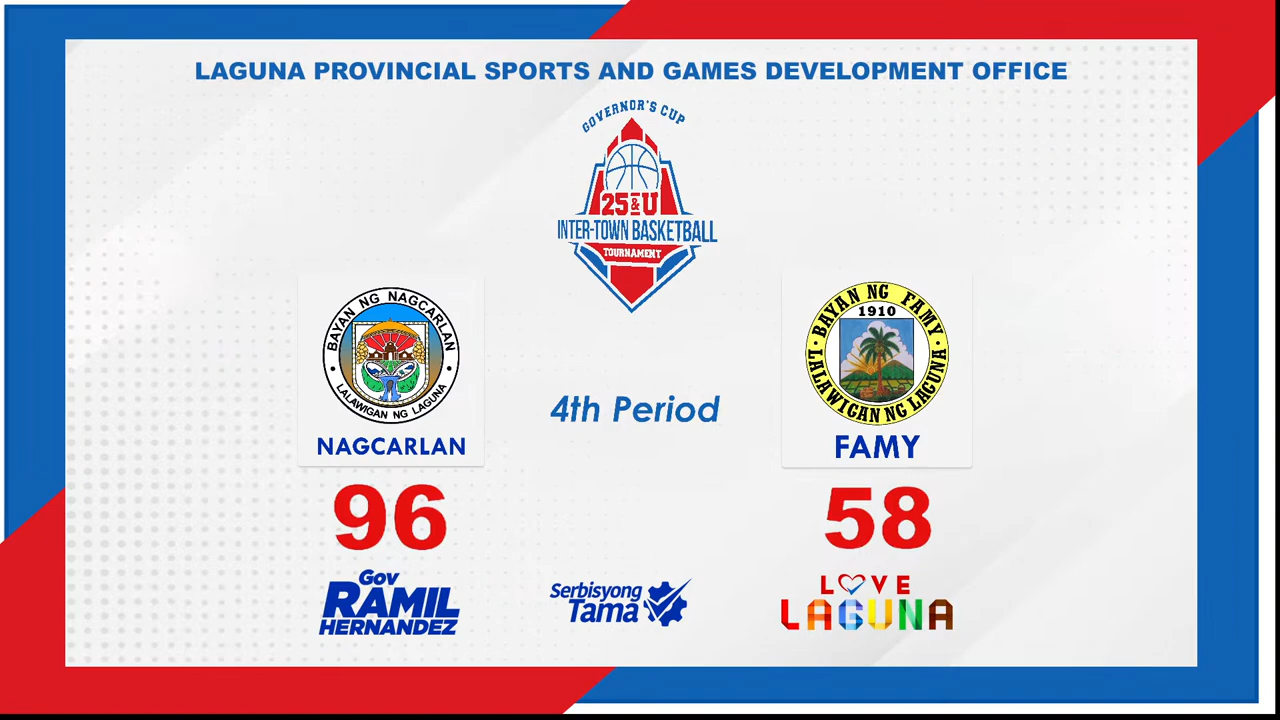 LAGUNA PROVINCIAL SPORTS AND GAMES DEVELOPMENT OFFICE
GOVERNOR'S CUP
25&U
INTER-TOWN BASKETBALL
TOURNAMENT
BAYAN NG NAGCARLAN
LALAWIGAN NG LAGUNA
NAGCARLAN
4th Period
BAYAN NG FAMY
1910
LALAWIGAN NG LAGUNA
FAMY
96
58
Gov
RAMIL
HERNANDEZ
Serbisyong
Tama
LOVE
LAGUNA